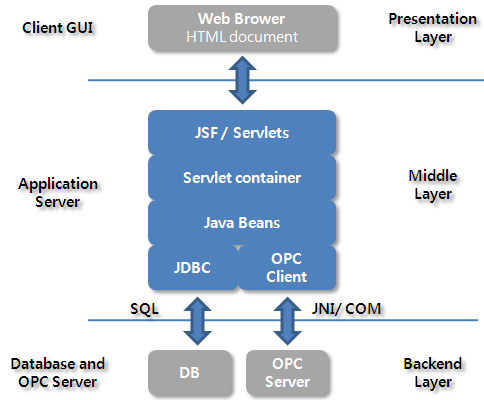 Client GUI
Web Brower
HTML document
Presentation
Layer
JSF / Servlets
Servlet container
Application
Server
Java Beans
Middle
Layer
JDBC
OPC
Client
SQL
JNI/ COM
Database and
OPC Server
DB
OPC
Server
Backend
Layer